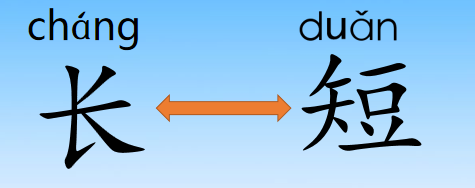 cháng duǎn
长 短